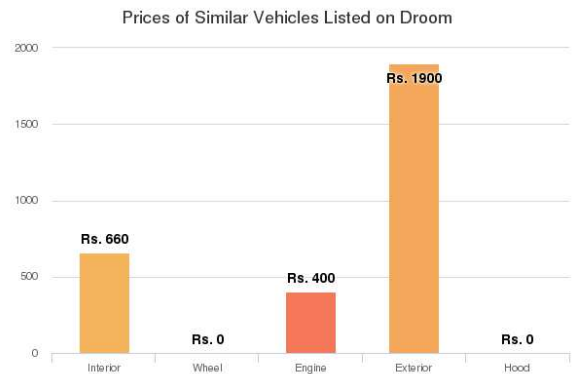 Prices of Similar Vehicles Listed on Droom
2000
Rs. 1900
1500
1000
Rs. 660
500
Rs. 400
Rs. 0
Rs. 0
0
Interior
Wheel
Engine
Exterior
Hood